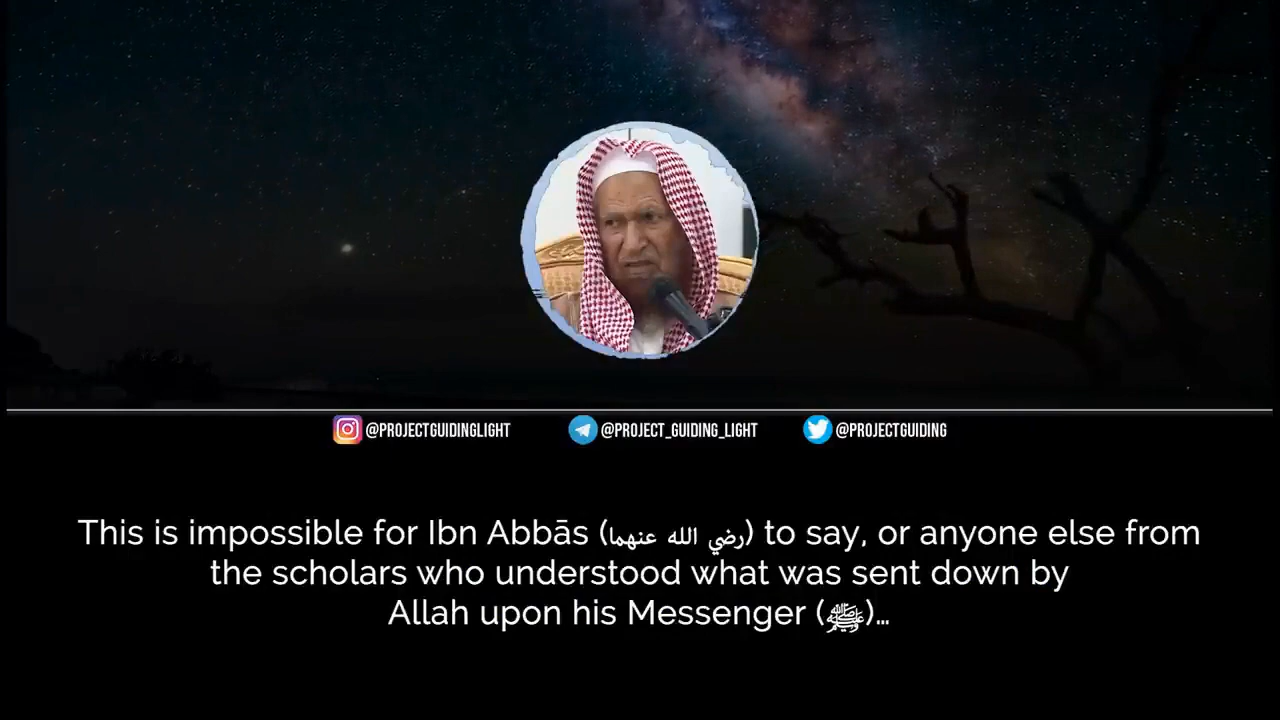 @PROJECTGUIDINGLIGHT @PROJECT_GUIDING_LIGHT @PROJECTGUIDING
This is impossible for Ibn Abbās (رضي الله عنهما) to say, or anyone else from
the scholars who understood what was sent down by
Allah upon his Messenger (ﷺ)...